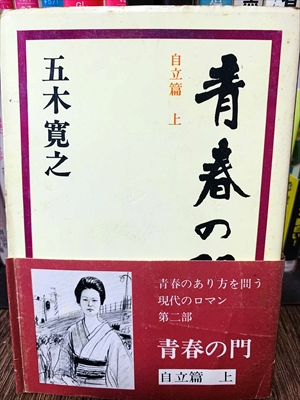 青春の門
自立篇 上
五木寛之
青春のあり方を問う
現代のロマン
第二部
青春の門
自立篇 上